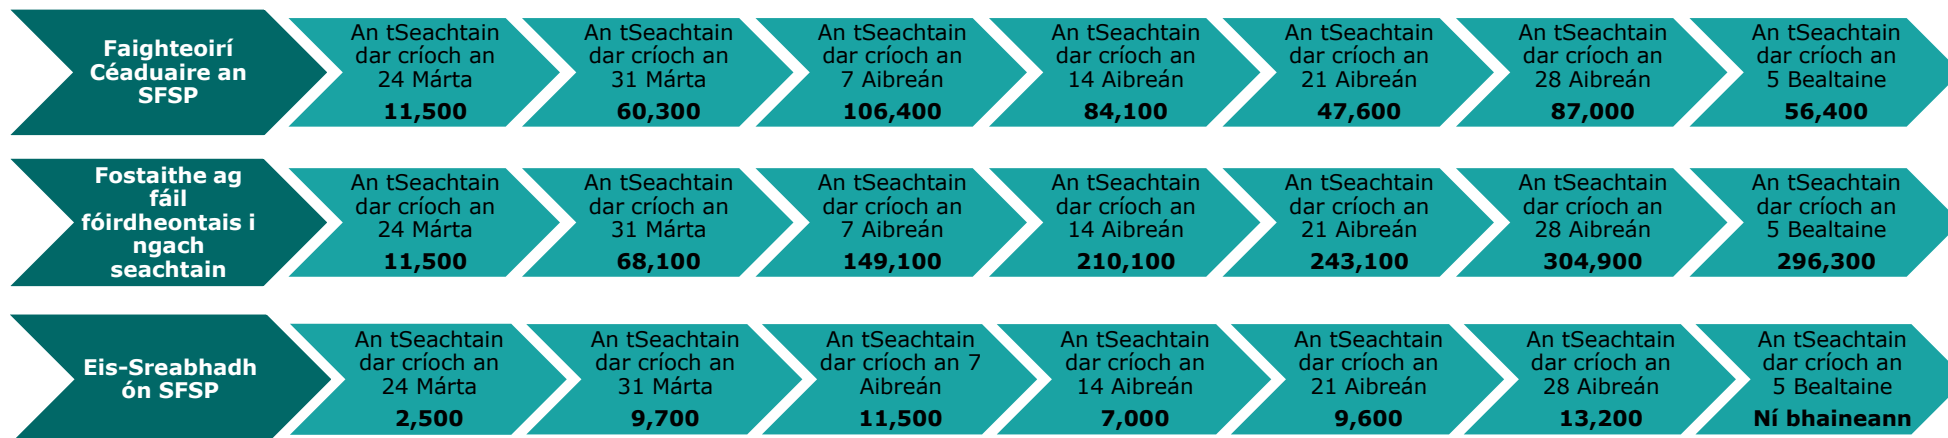 Faighteoirí
Céaduaire an
SFSP
An tSeachtain
dar críoch an
24 Márta
11,500
An tSeachtain
dar críoch an
31 Márta
60,300
An tSeachtain
dar críoch an
7 Aibreán
106,400
An tSeachtain
dar críoch an
14 Aibreán
84,100
An tSeachtain
dar críoch an
21 Aibreán
47,600
An tSeachtain
dar críoch an
28 Aibreán
87,000
An tSeachtain
dar críoch an
5 Bealtaine
56,400
Fostaithe ag
fáil
fóirdheontais i
ngach
seachtain
An tSeachtain
dar críoch an
24 Márta
11,500
An tSeachtain
dar críoch an
31 Márta
68,100
An tSeachtain
dar críoch an
7 Aibreán
149,100
An tSeachtain
dar críoch an
14 Aibreán
210,100
An tSeachtain
dar críoch an
21 Aibreán
243,100
An tSeachtain
dar críoch an
28 Aibreán
304,900
An tSeachtain
dar críoch an
5 Bealtaine
296,300
Eis-Sreabhadh
ón SFSP
An tSeachtain
dar críoch an
24 Márta
2,500
An tSeachtain
dar críoch an
31 Márta
9,700
An tSeachtain
dar críoch an 7
Aibreán
11,500
An tSeachtain
dar críoch an
14 Aibreán
7,000
An tSeachtain
dar críoch an
21 Aibreán
9,600
An tSeachtain
dar críoch an
28 Aibreán
13,200
An tSeachtain
dar críoch an
5 Bealtaine
Ní bhaineann